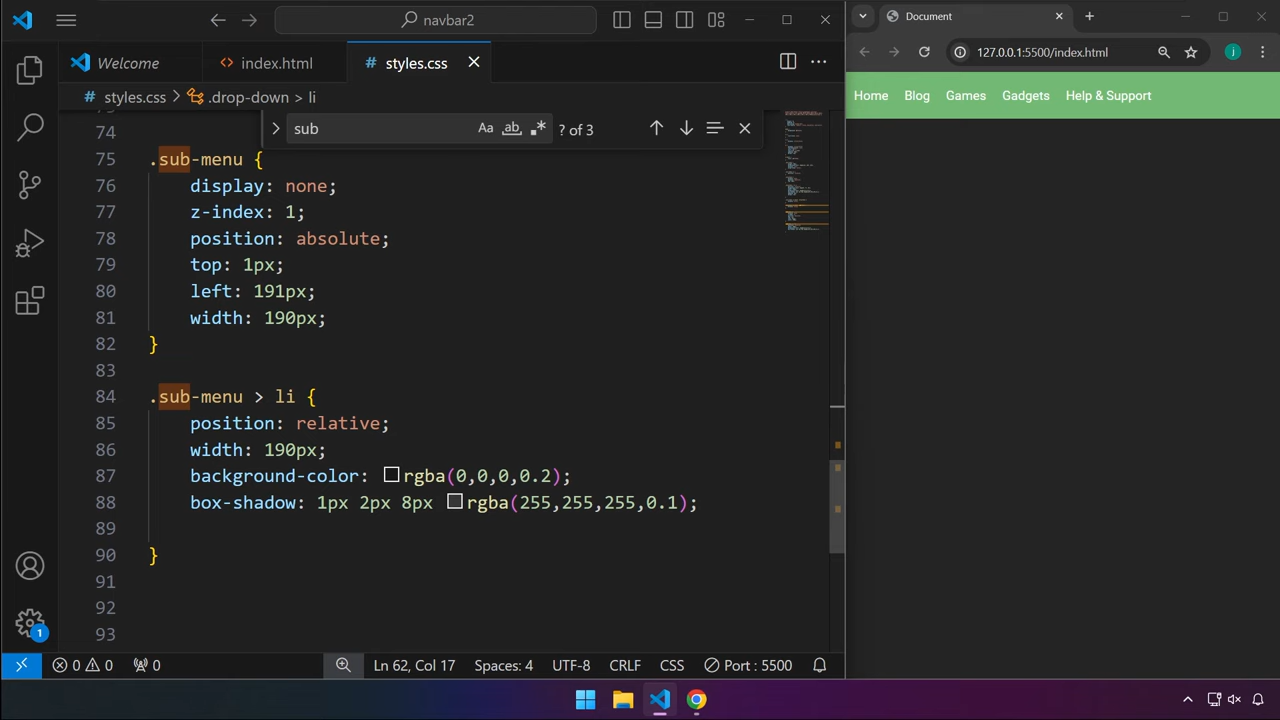 navbar2
Welcome
index.html
# styles.css
# styles.css > .drop-down > li
sub
Aa ab ? of 3
74
75 .sub-menu {
76 display: none;
77 z-index: 1;
78 position: absolute;
79 top: 1px;
80 left: 191px;
81 width: 190px;
82 }
83
84 .sub-menu > li {
85 position: relative;
86 width: 190px;
87 background-color: rgba(0,0,0,0.2);
88 box-shadow: 1px 2px 8px rgba(255,255,255,0.1);
89
90 }
91
92
93
1
0 0 0 Ln 62, Col 17 Spaces: 4 UTF-8 CRLF CSS Port : 5500
Document
127.0.0.1:5500/index.html
j
Home Blog Games Gadgets Help & Support